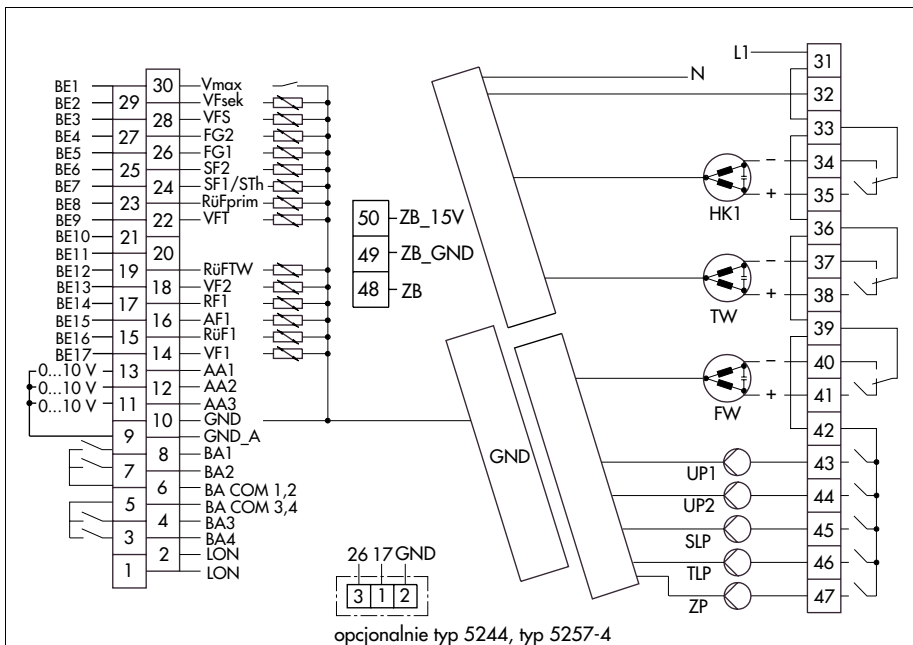 BE1 30 Vmax
BE2 29 VFsek
BE3 28 VFS
BE4 27 FG2
BE5 26 FG1
BE6 25 SF2
BE7 24 SF1/STh
BE8 23 RüFprim
BE9 22 VFT
BE10 21
BE11 20
BE12 19 RüFTW
BE13 18 VF2
BE14 17 RF1
BE15 16 AF1
BE16 15 RüF1
BE17 14 VF1
0...10 V 13 AA1
0...10 V 12 AA2
0...10 V 11 AA3
10 GND
9 GND_A
8 BA1
7 BA2
6 BA COM 1,2
5 BA COM 3,4
4 BA3
3 BA4
2 LON
1 LON
50 ZB_15V
49 ZB_GND
48 ZB
26 17 GND
3 1 2
opcjonalnie typ 5244, typ 5257-4
GND
L1 31
N
32
33
− 34
+ 35
HK1
36
− 37
+ 38
TW
39
− 40
+ 41
FW
42
UP1 43
UP2 44
SLP 45
TLP 46
ZP 47